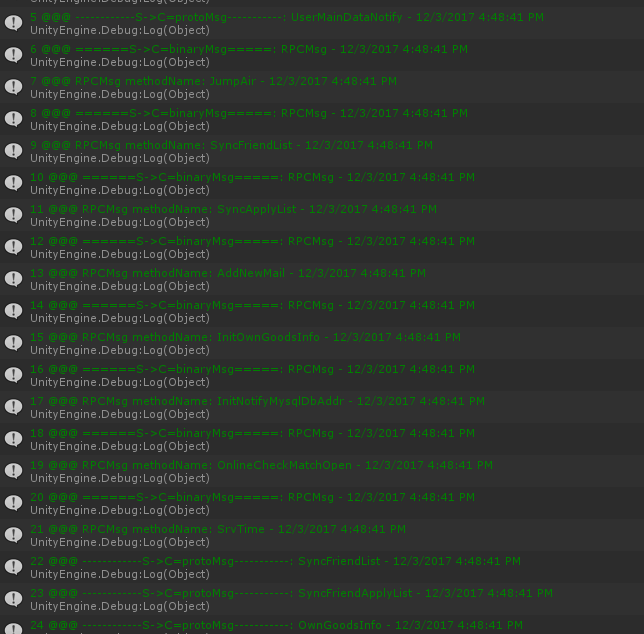 UnityEngine.Debug:Log(Object)
5 @@@ ------------S->C=protoMsg-----------: UserMainDataNotify - 12/3/2017 4:48:41 PM
UnityEngine.Debug:Log(Object)
6 @@@ ======S->C=binaryMsg=====: RPCMsg - 12/3/2017 4:48:41 PM
UnityEngine.Debug:Log(Object)
7 @@@ RPCMsg methodName: JumpAir - 12/3/2017 4:48:41 PM
UnityEngine.Debug:Log(Object)
8 @@@ ======S->C=binaryMsg=====: RPCMsg - 12/3/2017 4:48:41 PM
UnityEngine.Debug:Log(Object)
9 @@@ RPCMsg methodName: SyncFriendList - 12/3/2017 4:48:41 PM
UnityEngine.Debug:Log(Object)
10 @@@ ======S->C=binaryMsg=====: RPCMsg - 12/3/2017 4:48:41 PM
UnityEngine.Debug:Log(Object)
11 @@@ RPCMsg methodName: SyncApplyList - 12/3/2017 4:48:41 PM
UnityEngine.Debug:Log(Object)
12 @@@ ======S->C=binaryMsg=====: RPCMsg - 12/3/2017 4:48:41 PM
UnityEngine.Debug:Log(Object)
13 @@@ RPCMsg methodName: AddNewMail - 12/3/2017 4:48:41 PM
UnityEngine.Debug:Log(Object)
14 @@@ ======S->C=binaryMsg=====: RPCMsg - 12/3/2017 4:48:41 PM
UnityEngine.Debug:Log(Object)
15 @@@ RPCMsg methodName: InitOwnGoodsInfo - 12/3/2017 4:48:41 PM
UnityEngine.Debug:Log(Object)
16 @@@ ======S->C=binaryMsg=====: RPCMsg - 12/3/2017 4:48:41 PM
UnityEngine.Debug:Log(Object)
17 @@@ RPCMsg methodName: InitNotifyMysqlDbAddr - 12/3/2017 4:48:41 PM
UnityEngine.Debug:Log(Object)
18 @@@ ======S->C=binaryMsg=====: RPCMsg - 12/3/2017 4:48:41 PM
UnityEngine.Debug:Log(Object)
19 @@@ RPCMsg methodName: OnlineCheckMatchOpen - 12/3/2017 4:48:41 PM
UnityEngine.Debug:Log(Object)
20 @@@ ======S->C=binaryMsg=====: RPCMsg - 12/3/2017 4:48:41 PM
UnityEngine.Debug:Log(Object)
21 @@@ RPCMsg methodName: SrvTime - 12/3/2017 4:48:41 PM
UnityEngine.Debug:Log(Object)
22 @@@ ------------S->C=protoMsg-----------: SyncFriendList - 12/3/2017 4:48:41 PM
UnityEngine.Debug:Log(Object)
23 @@@ ------------S->C=protoMsg-----------: SyncFriendApplyList - 12/3/2017 4:48:41 PM
UnityEngine.Debug:Log(Object)
24 @@@ ------------S->C=protoMsg-----------: OwnGoodsInfo - 12/3/2017 4:48:41 PM